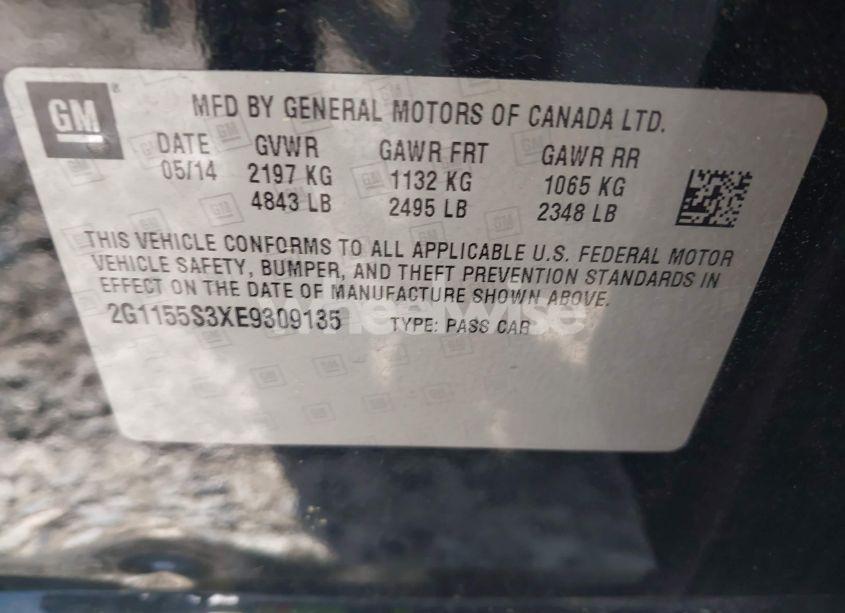 GM
MFD BY GENERAL MOTORS OF CANADA LTD.
DATE GVWR GAWR FRT GAWR RR
05/14 2197 KG 1132 KG 1065 KG
4843 LB 2495 LB 2348 LB
THIS VEHICLE CONFORMS TO ALL APPLICABLE U.S. FEDERAL MOTOR
VEHICLE SAFETY, BUMPER, AND THEFT PREVENTION STANDARDS IN
EFFECT ON THE DATE OF MANUFACTURE SHOWN ABOVE.
2G1155S3XE9309135 TYPE: PASS CAR
wheelwise